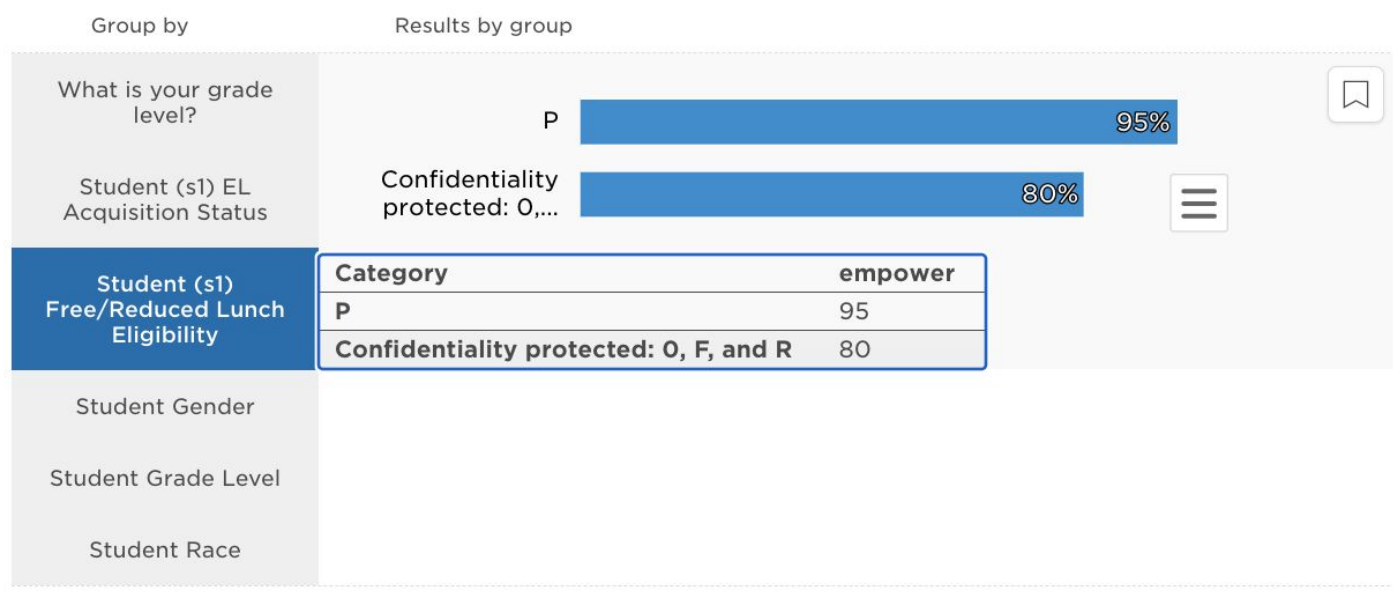 Group by
Results by group
What is your grade
level?
P
95%
Student (s1) EL
Acquisition Status
Confidentiality
protected: 0,...
80%
Student (s1)
Free/Reduced Lunch
Eligibility
Category empower
P 95
Confidentiality protected: 0, F, and R 80
Student Gender
Student Grade Level
Student Race